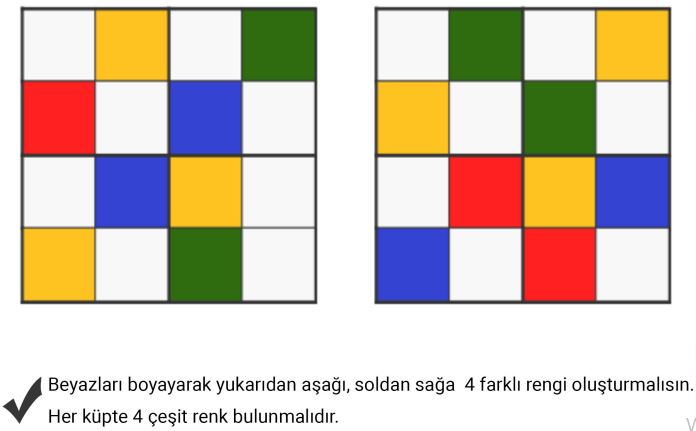 Beyazları boyayarak yukarıdan aşağı, soldan sağa 4 farklı rengi oluşturmalısın.
Her küpte 4 çeşit renk bulunmalıdır.